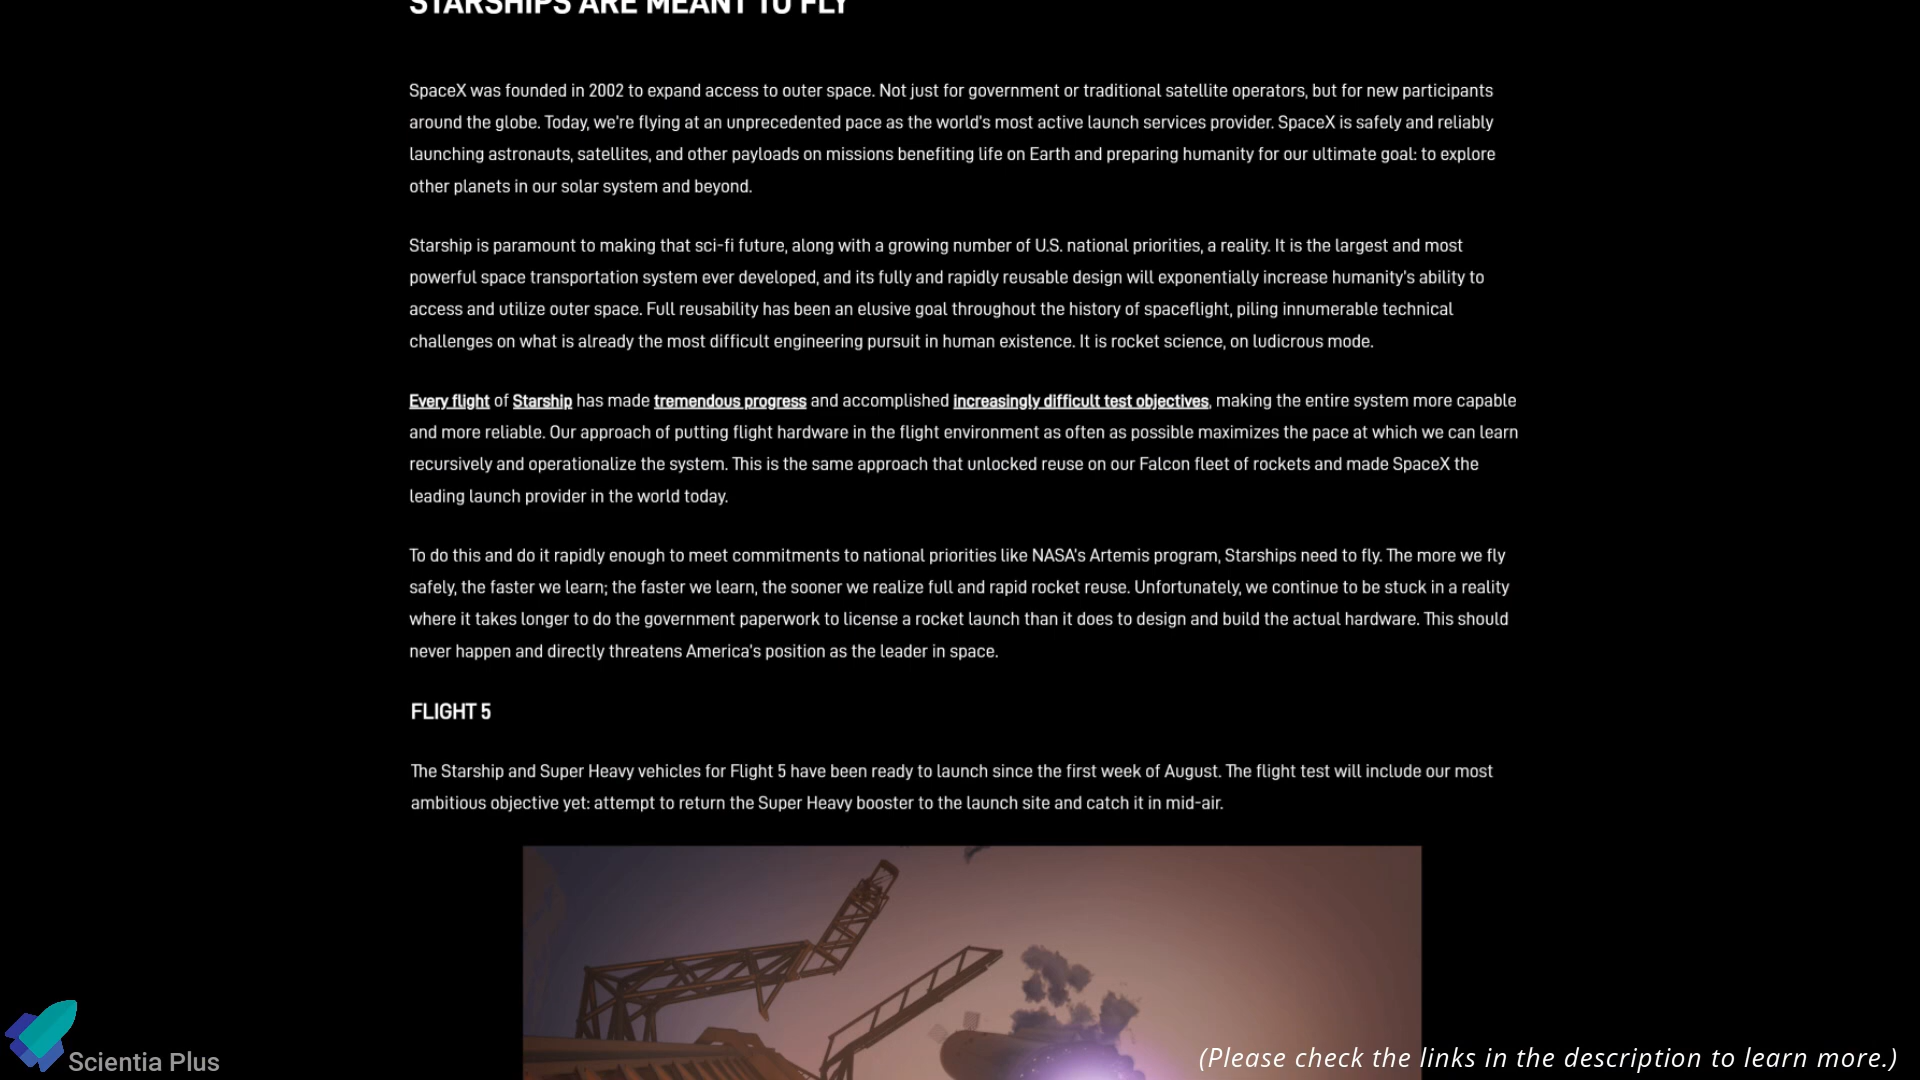 STARSHIPS ARE MEANT TO FLY
SpaceX was founded in 2002 to expand access to outer space. Not just for government or traditional satellite operators, but for new participants
around the globe. Today, we're flying at an unprecedented pace as the world's most active launch services provider. SpaceX is safely and reliably
launching astronauts, satellites, and other payloads on missions benefiting life on Earth and preparing humanity for our ultimate goal: to explore
other planets in our solar system and beyond.
Starship is paramount to making that sci-fi future, along with a growing number of U.S. national priorities, a reality. It is the largest and most
powerful space transportation system ever developed, and its fully and rapidly reusable design will exponentially increase humanity's ability to
access and utilize outer space. Full reusability has been an elusive goal throughout the history of spaceflight, piling innumerable technical
challenges on what is already the most difficult engineering pursuit in human existence. It is rocket science, on ludicrous mode.
Every flight of Starship has made tremendous progress and accomplished increasingly difficult test objectives, making the entire system more capable
and more reliable. Our approach of putting flight hardware in the flight environment as often as possible maximizes the pace at which we can learn
recursively and operationalize the system. This is the same approach that unlocked reuse on our Falcon fleet of rockets and made SpaceX the
leading launch provider in the world today.
To do this and do it rapidly enough to meet commitments to national priorities like NASA's Artemis program, Starships need to fly. The more we fly
safely, the faster we learn; the faster we learn, the sooner we realize full and rapid rocket reuse. Unfortunately, we continue to be stuck in a reality
where it takes longer to do the government paperwork to license a rocket launch than it does to design and build the actual hardware. This should
never happen and directly threatens America's position as the leader in space.
FLIGHT 5
The Starship and Super Heavy vehicles for Flight 5 have been ready to launch since the first week of August. The flight test will include our most
ambitious objective yet: attempt to return the Super Heavy booster to the launch site and catch it in mid-air.
Scientia Plus
(Please check the links in the description to learn more.)